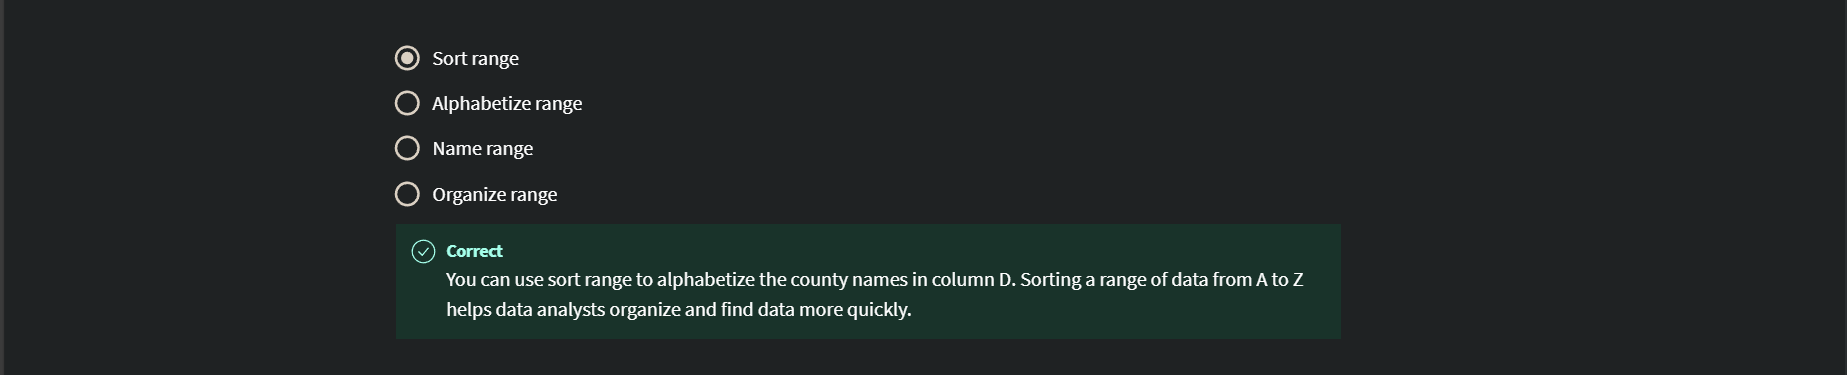 Sort range
Alphabetize range
Name range
Organize range
Correct
You can use sort range to alphabetize the county names in column D. Sorting a range of data from A to Z
helps data analysts organize and find data more quickly.